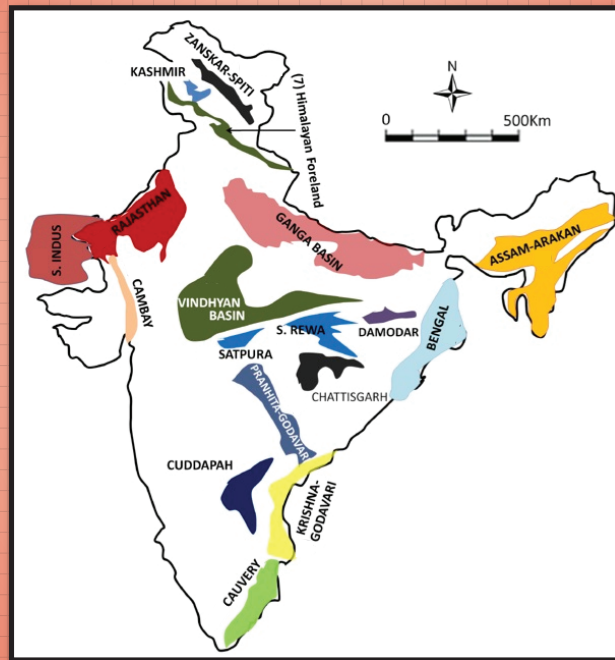 ZANSKAR-SPITI
KASHMIR
(7) Himalayan Foreland
N
0 500Km
RAJASTHAN
S. INDUS
GANGA BASIN
ASSAM-ARAKAN
CAMBAY
VINDHYAN
BASIN
S. REWA
DAMODAR
BENGAL
SATPURA
CHATTISGARH
PRANHITA-GODAVARI
CUDDAPAH
KRISHNA-
GODAVARI
CAUVERY